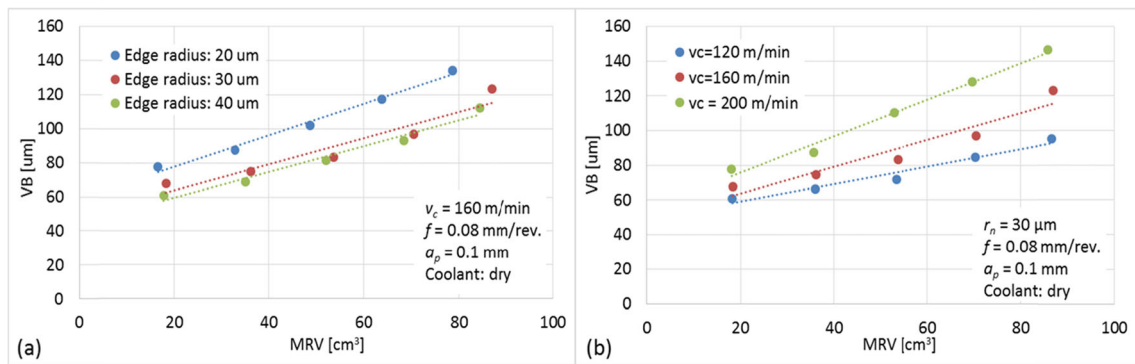 160
140
120
100
80
60
40
20
0
VB [um]
Edge radius: 20 um
Edge radius: 30 um
Edge radius: 40 um
v_c = 160 m/min
f = 0.08 mm/rev.
a_p = 0.1 mm
Coolant: dry
0 20 40 60 80 100
MRV [cm³]
(a)
160
140
120
100
80
60
40
20
0
VB [um]
vc=120 m/min
vc=160 m/min
vc = 200 m/min
r_n = 30 µm
f = 0.08 mm/rev.
a_p = 0.1 mm
Coolant: dry
0 20 40 60 80 100
MRV [cm³]
(b)